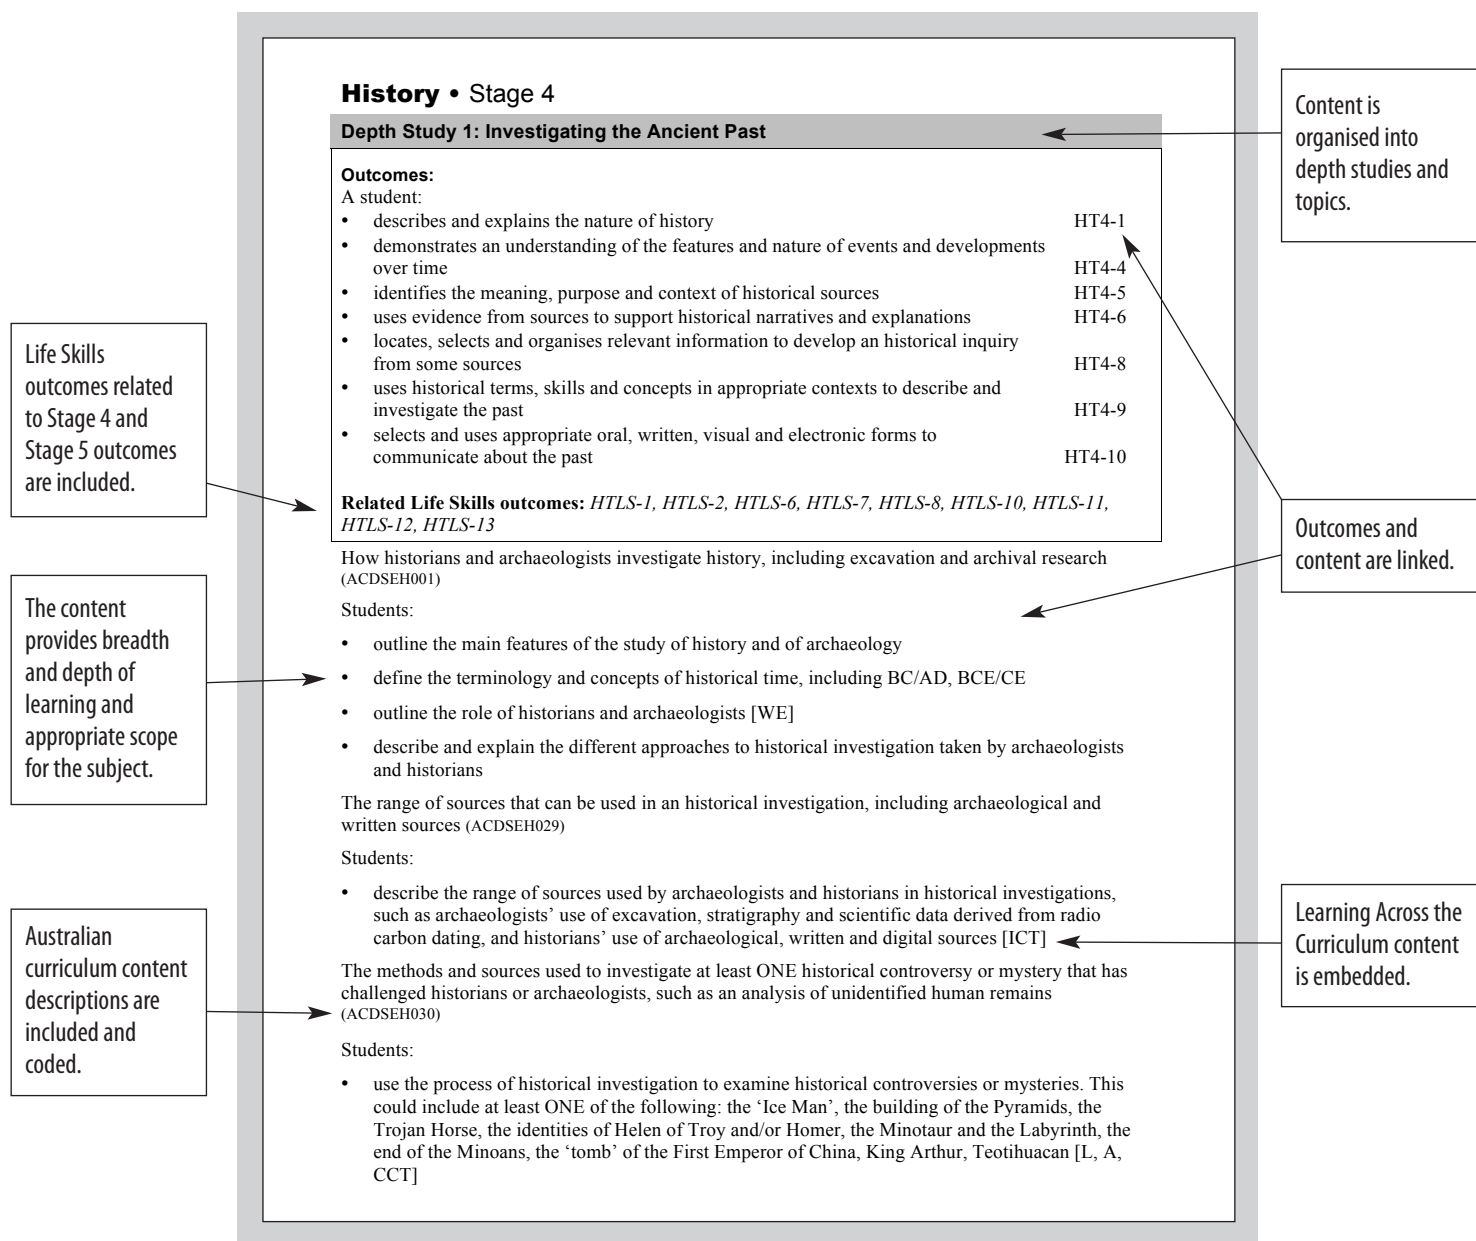 History • Stage 4
Depth Study 1: Investigating the Ancient Past
Outcomes:
A student:
• describes and explains the nature of history HT4-1
• demonstrates an understanding of the features and nature of events and developments
over time HT4-4
• identifies the meaning, purpose and context of historical sources HT4-5
• uses evidence from sources to support historical narratives and explanations HT4-6
• locates, selects and organises relevant information to develop an historical inquiry
from some sources HT4-8
• uses historical terms, skills and concepts in appropriate contexts to describe and
investigate the past HT4-9
• selects and uses appropriate oral, written, visual and electronic forms to
communicate about the past HT4-10
Related Life Skills outcomes: HTLS-1, HTLS-2, HTLS-6, HTLS-7, HTLS-8, HTLS-10, HTLS-11,
HTLS-12, HTLS-13
How historians and archaeologists investigate history, including excavation and archival research
(ACDSEH001)
Students:
• outline the main features of the study of history and of archaeology
• define the terminology and concepts of historical time, including BC/AD, BCE/CE
• outline the role of historians and archaeologists [WE]
• describe and explain the different approaches to historical investigation taken by archaeologists
and historians
The range of sources that can be used in an historical investigation, including archaeological and
written sources (ACDSEH029)
Students:
• describe the range of sources used by archaeologists and historians in historical investigations,
such as archaeologists’ use of excavation, stratigraphy and scientific data derived from radio
carbon dating, and historians’ use of archaeological, written and digital sources [ICT]
The methods and sources used to investigate at least ONE historical controversy or mystery that has
challenged historians or archaeologists, such as an analysis of unidentified human remains
(ACDSEH030)
Students:
• use the process of historical investigation to examine historical controversies or mysteries. This
could include at least ONE of the following: the ‘Ice Man’, the building of the Pyramids, the
Trojan Horse, the identities of Helen of Troy and/or Homer, the Minotaur and the Labyrinth, the
end of the Minoans, the ‘tomb’ of the First Emperor of China, King Arthur, Teotihuacan [L, A,
CCT]
Life Skills
outcomes related
to Stage 4 and
Stage 5 outcomes
are included.
The content
provides breadth
and depth of
learning and
appropriate scope
for the subject.
Australian
curriculum content
descriptions are
included and
coded.
Content is
organised into
depth studies and
topics.
Outcomes and
content are linked.
Learning Across the
Curriculum content
is embedded.